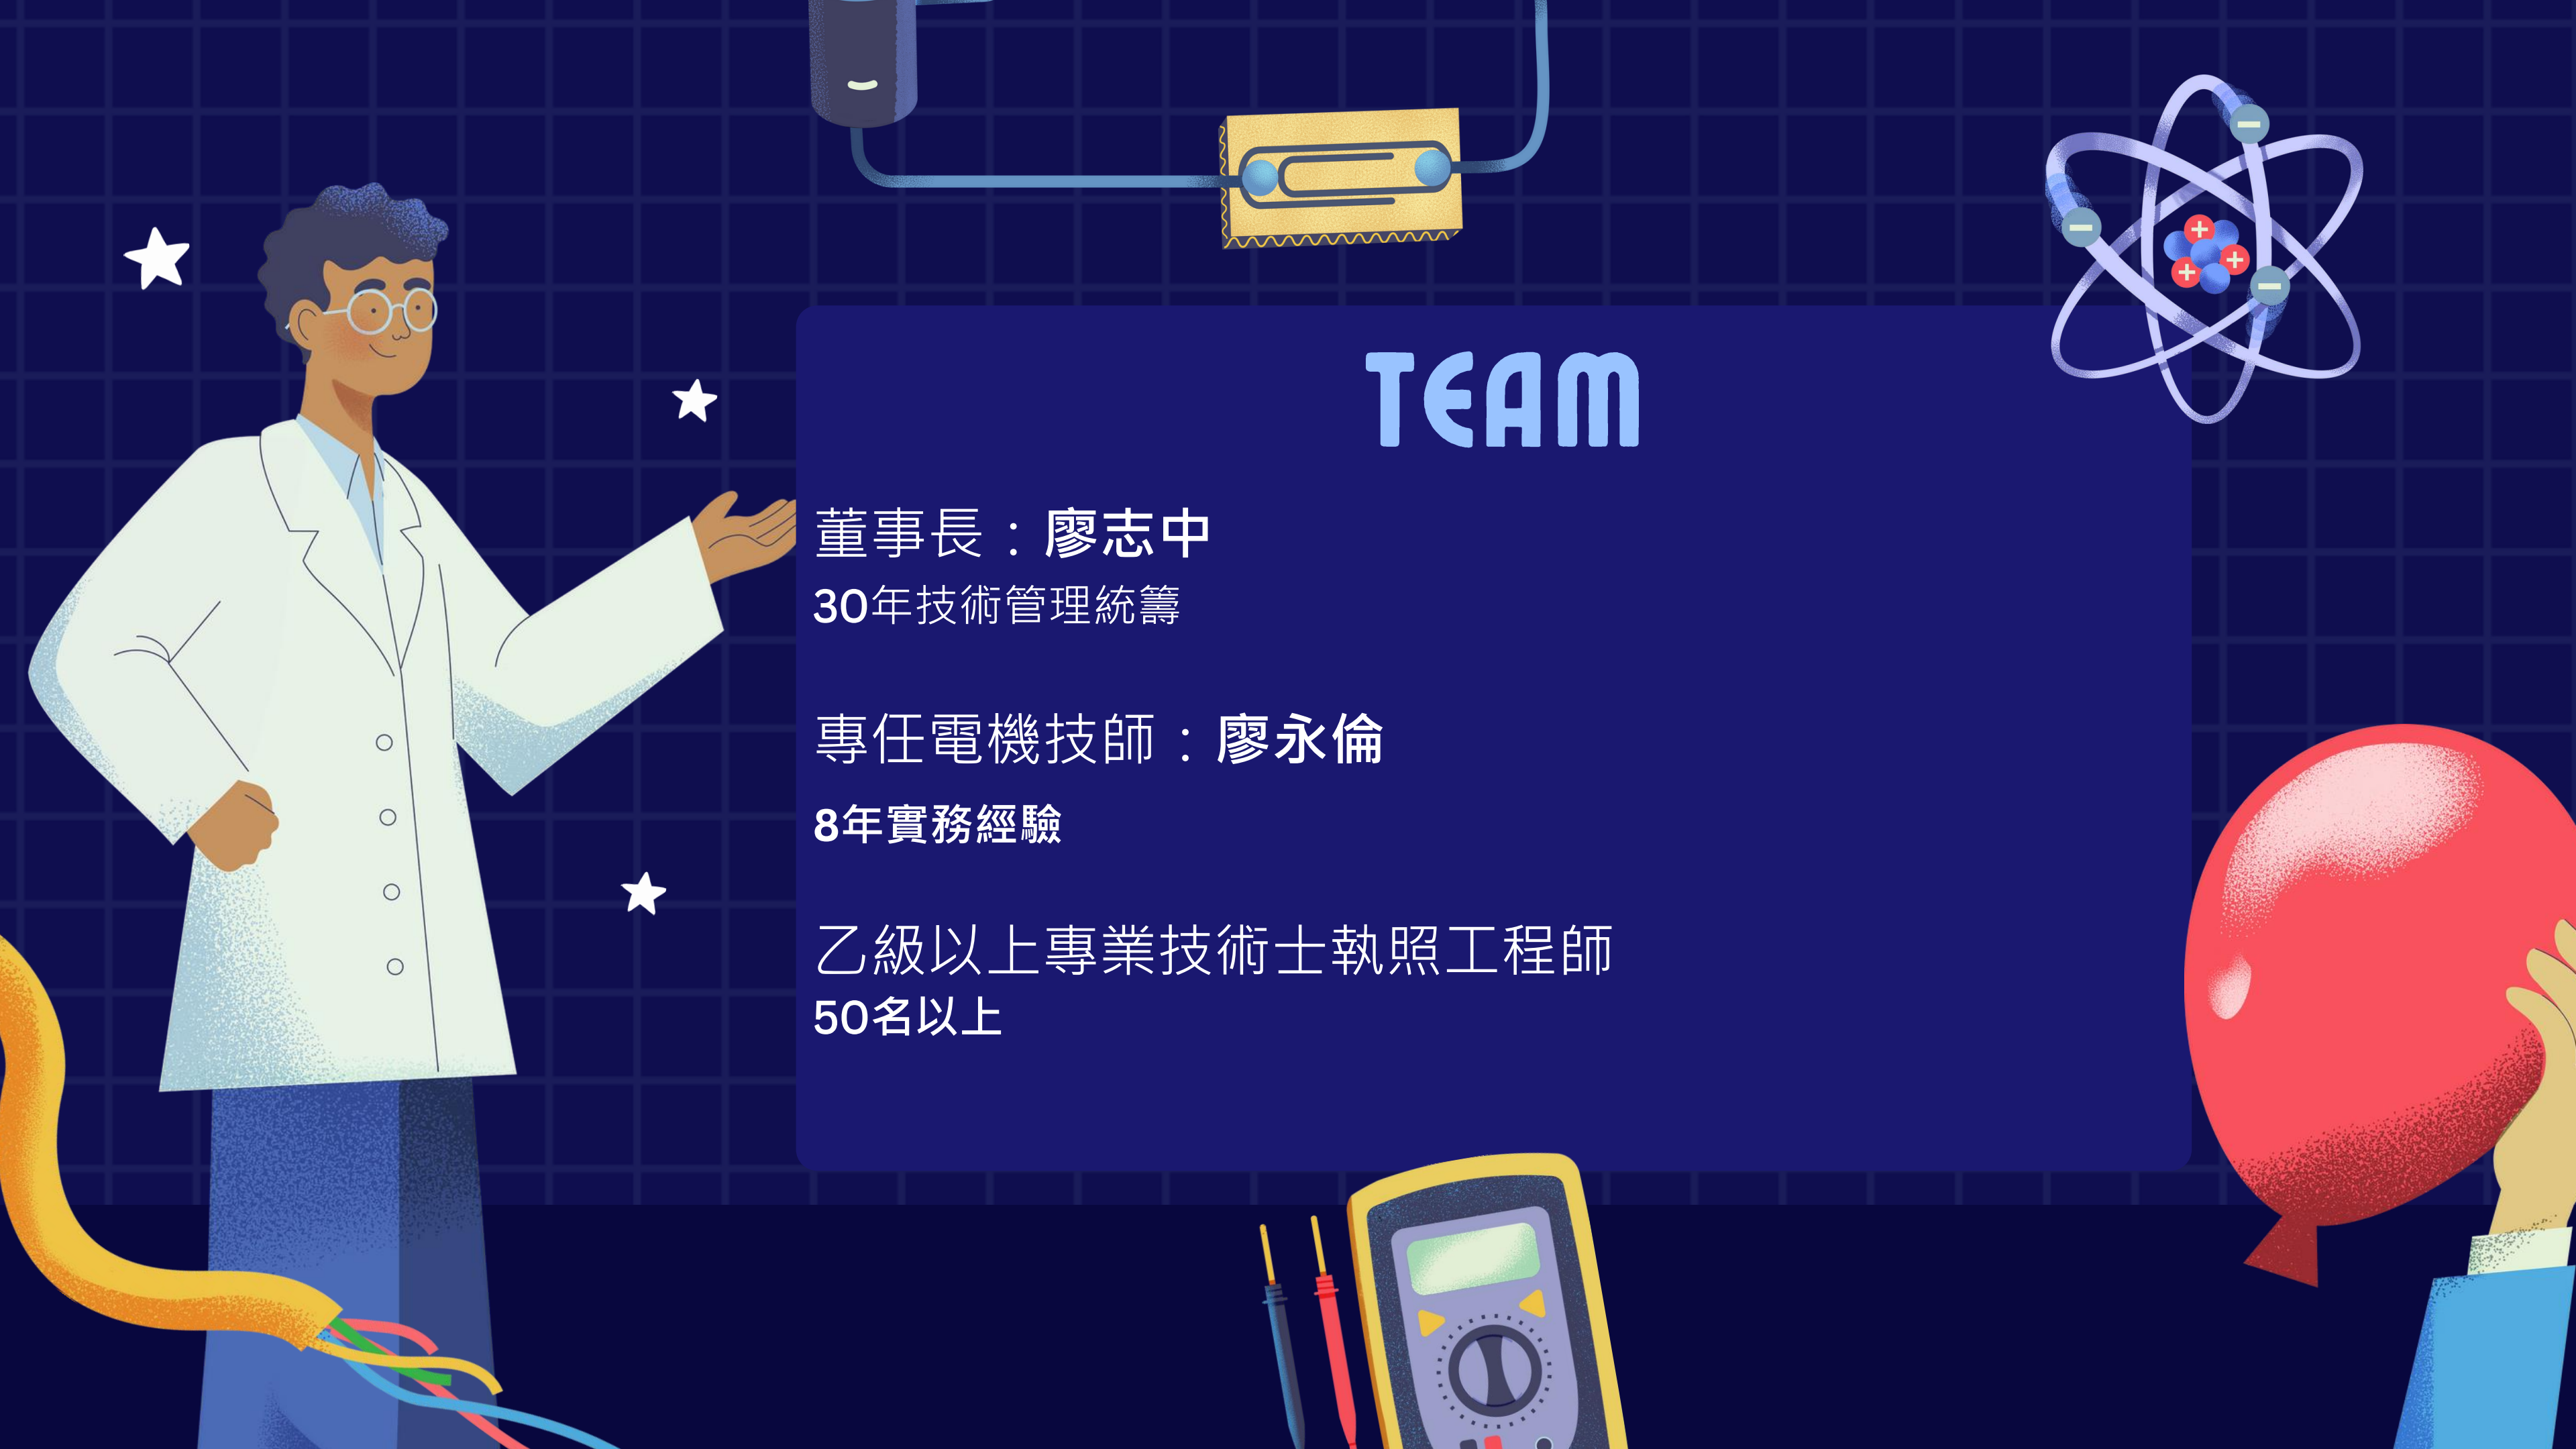 TEAM
董事長：廖志中
30年技術管理統籌
專任電機技師：廖永倫
8年實務經驗
乙級以上專業技術士執照工程師
50名以上